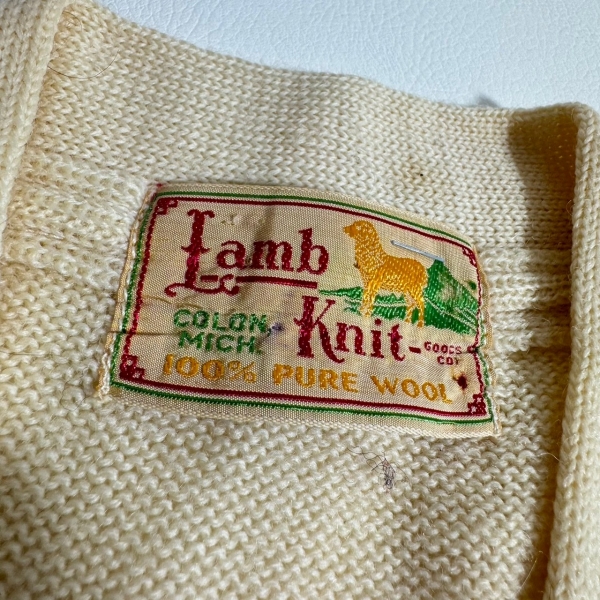 Lamb
Knit-
GOODS
CO.
COLON,
MICH.
100% PURE WOOL